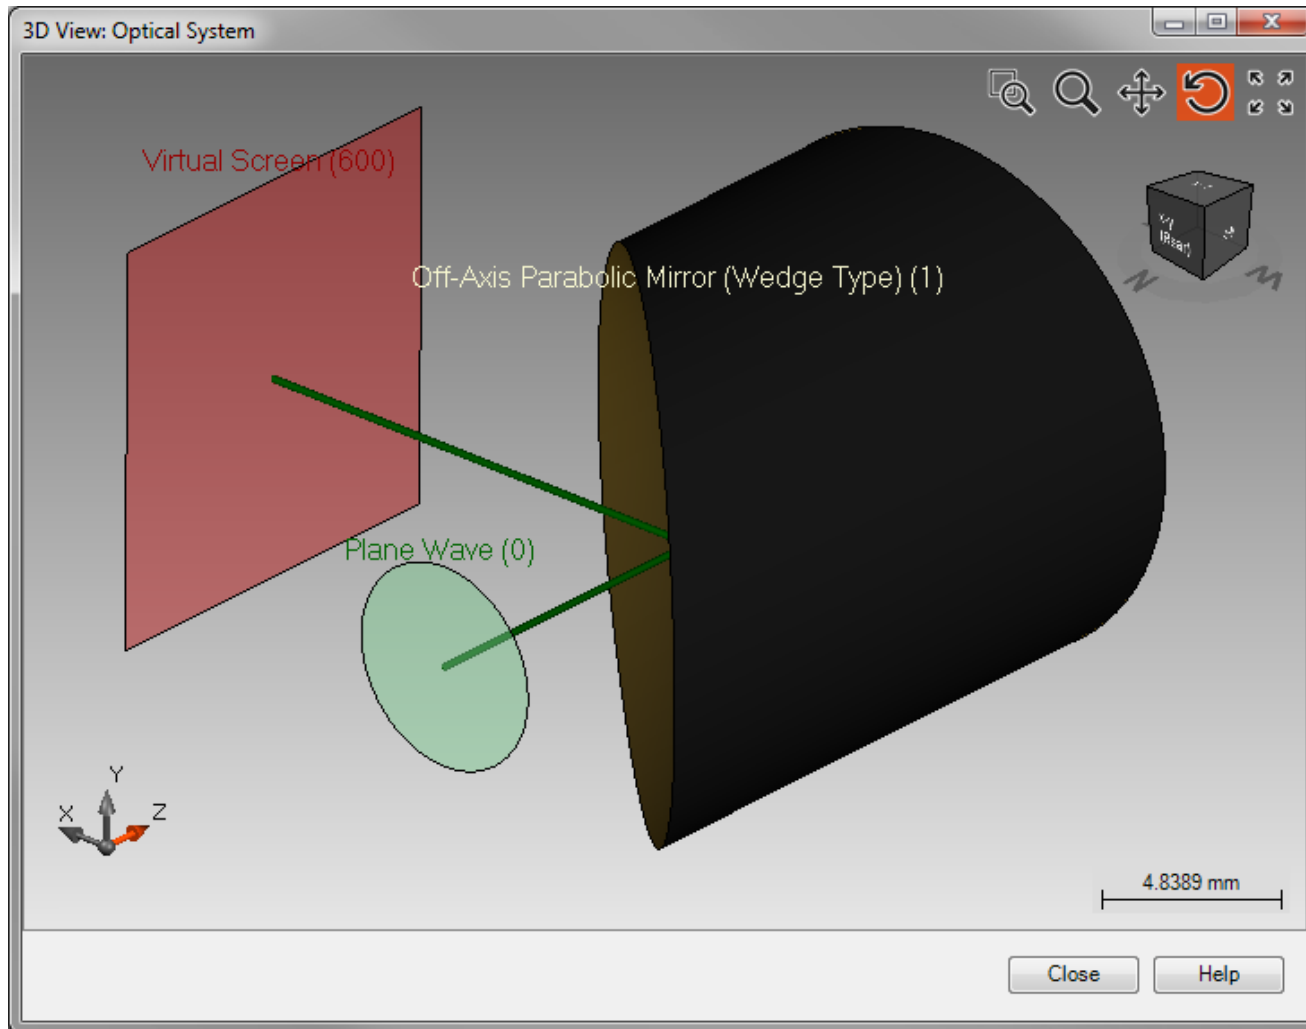 3D View: Optical System
Virtual Screen (600)
Off-Axis Parabolic Mirror (Wedge Type) (1)
x-y
(Rear)
Plane Wave (0)
Y
X
Z
4.8389 mm
Close
Help